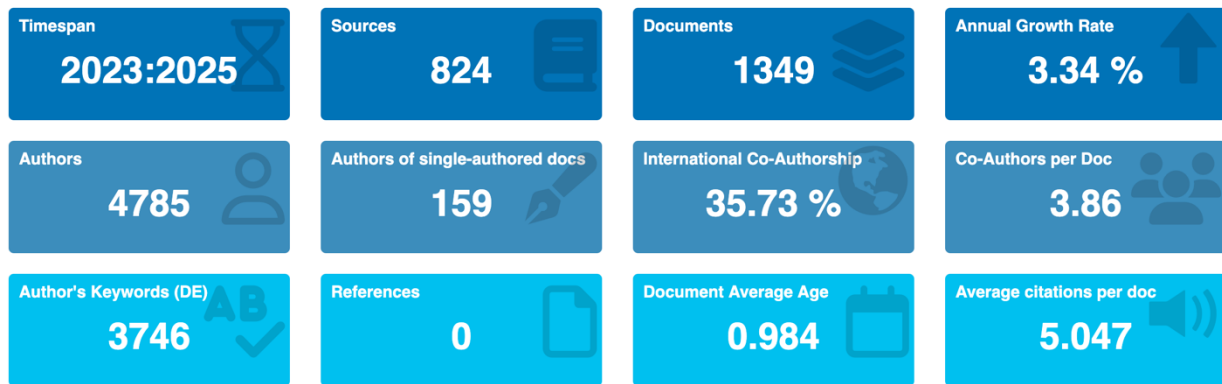 Timespan
2023:2025
Sources
824
Documents
1349
Annual Growth Rate
3.34 %
Authors
4785
Authors of single-authored docs
159
International Co-Authorship
35.73 %
Co-Authors per Doc
3.86
Author's Keywords (DE)
3746
AB
References
0
Document Average Age
0.984
Average citations per doc
5.047